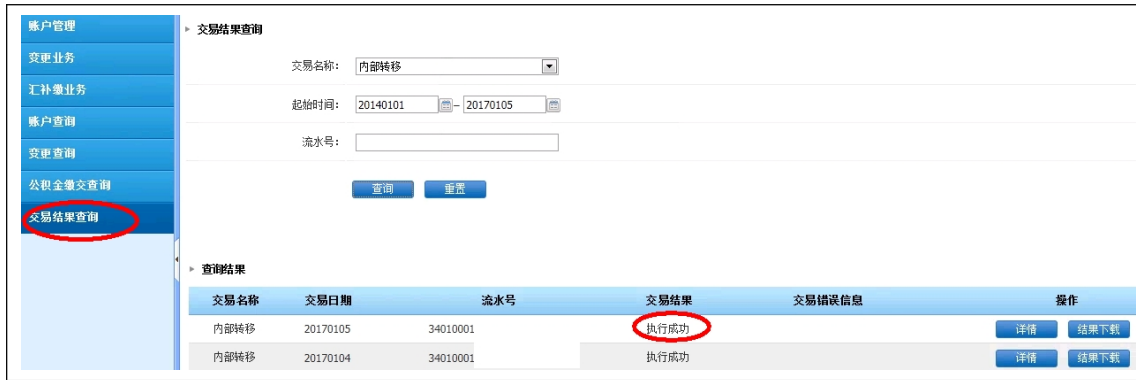 账户管理
变更业务
汇补缴业务
账户查询
变更查询
公积金缴交查询
交易结果查询
交易结果查询
交易名称： 内部转移
起始时间： 20140101 – 20170105
流水号：
查询 重置
查询结果
交易名称 交易日期 流水号 交易结果 交易错误信息 操作
内部转移 20170105 34010001 执行成功 详情 结果下载
内部转移 20170104 34010001 执行成功 详情 结果下载